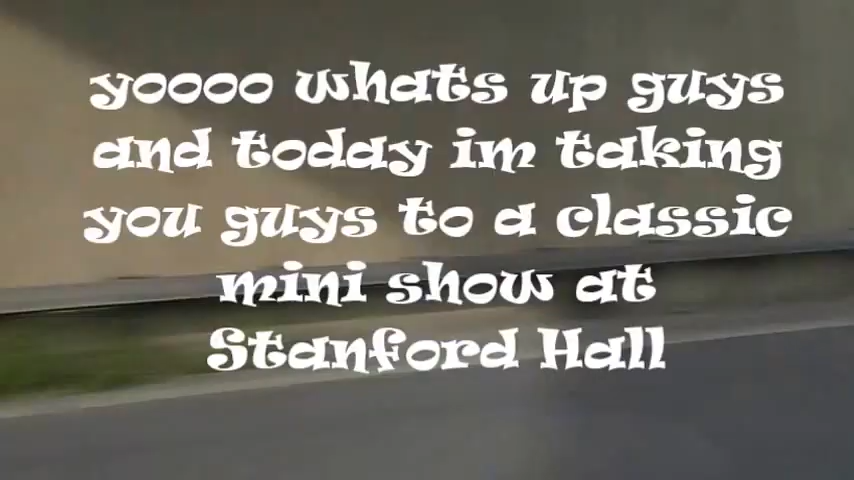 yoooo whats up guys
and today im taking
you guys to a classic
mini show at
Stanford Hall